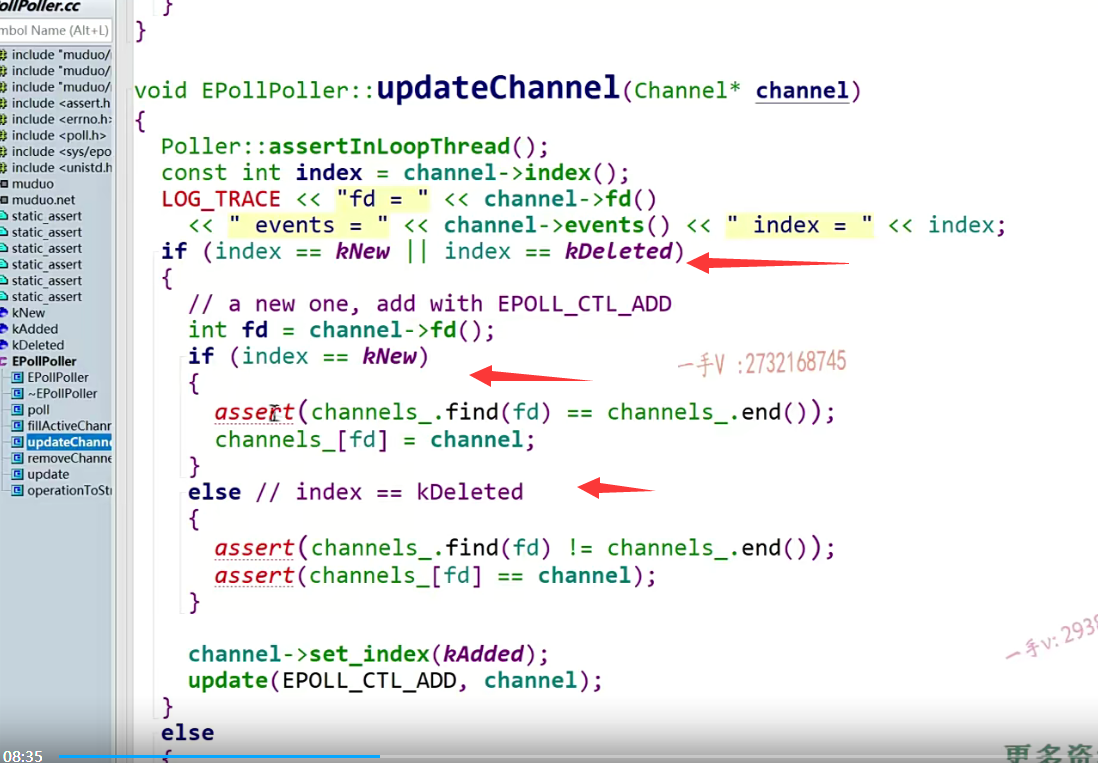 ollPoller.cc
mbol Name (Alt+L)
include "muduo/
include "muduo/
include "muduo/
include <assert.h
include <errno.h>
include <poll.h>
include <sys/epo
include <unistd.h
muduo
muduo.net
static_assert
static_assert
static_assert
static_assert
static_assert
static_assert
kNew
kAdded
kDeleted
EPollPoller
EPollPoller
~EPollPoller
poll
fillActiveChann
updateChanne
removeChanne
update
operationToStr
}
}
void EPollPoller::updateChannel(Channel* channel)
{
Poller::assertInLoopThread();
const int index = channel->index();
LOG_TRACE << "fd = " << channel->fd()
<< " events = " << channel->events() << " index = " << index;
if (index == kNew || index == kDeleted)
{
// a new one, add with EPOLL_CTL_ADD
int fd = channel->fd();
if (index == kNew)
{
assert(channels_.find(fd) == channels_.end());
channels_[fd] = channel;
}
else // index == kDeleted
{
assert(channels_.find(fd) != channels_.end());
assert(channels_[fd] == channel);
}
channel->set_index(kAdded);
update(EPOLL_CTL_ADD, channel);
}
else
{
一手V :2732168745
一手v: 2938
08:35
更多资